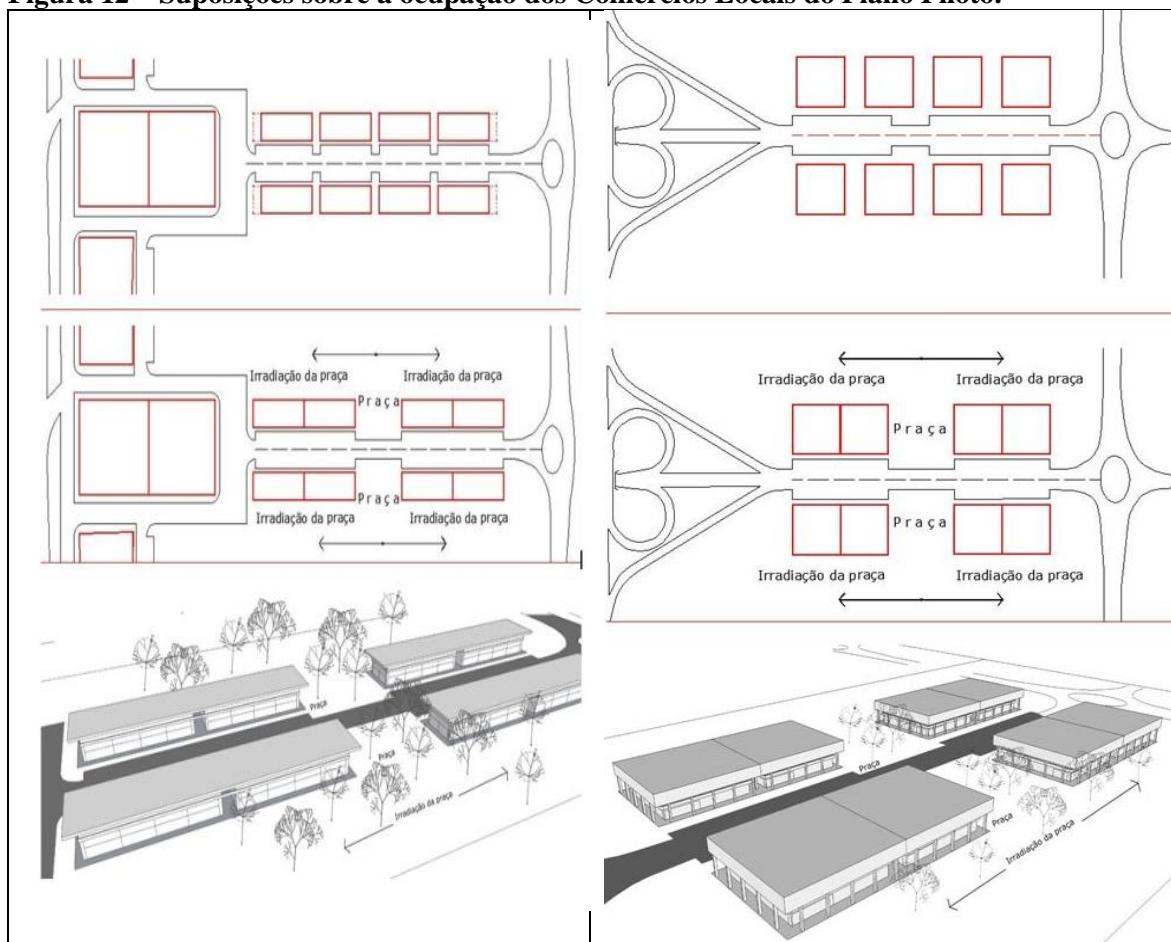 Figura 12 – Suposições sobre a ocupação dos Comércios Locais do Plano Piloto.
Irradiação da praça Irradiação da praça
Praça
Praça
Irradiação da praça Irradiação da praça
Irradiação da praça Irradiação da praça
Praça
Praça
Irradiação da praça Irradiação da praça
Praça
Praça
Irradiação da praça
Praça
Praça
Irradiação da praça